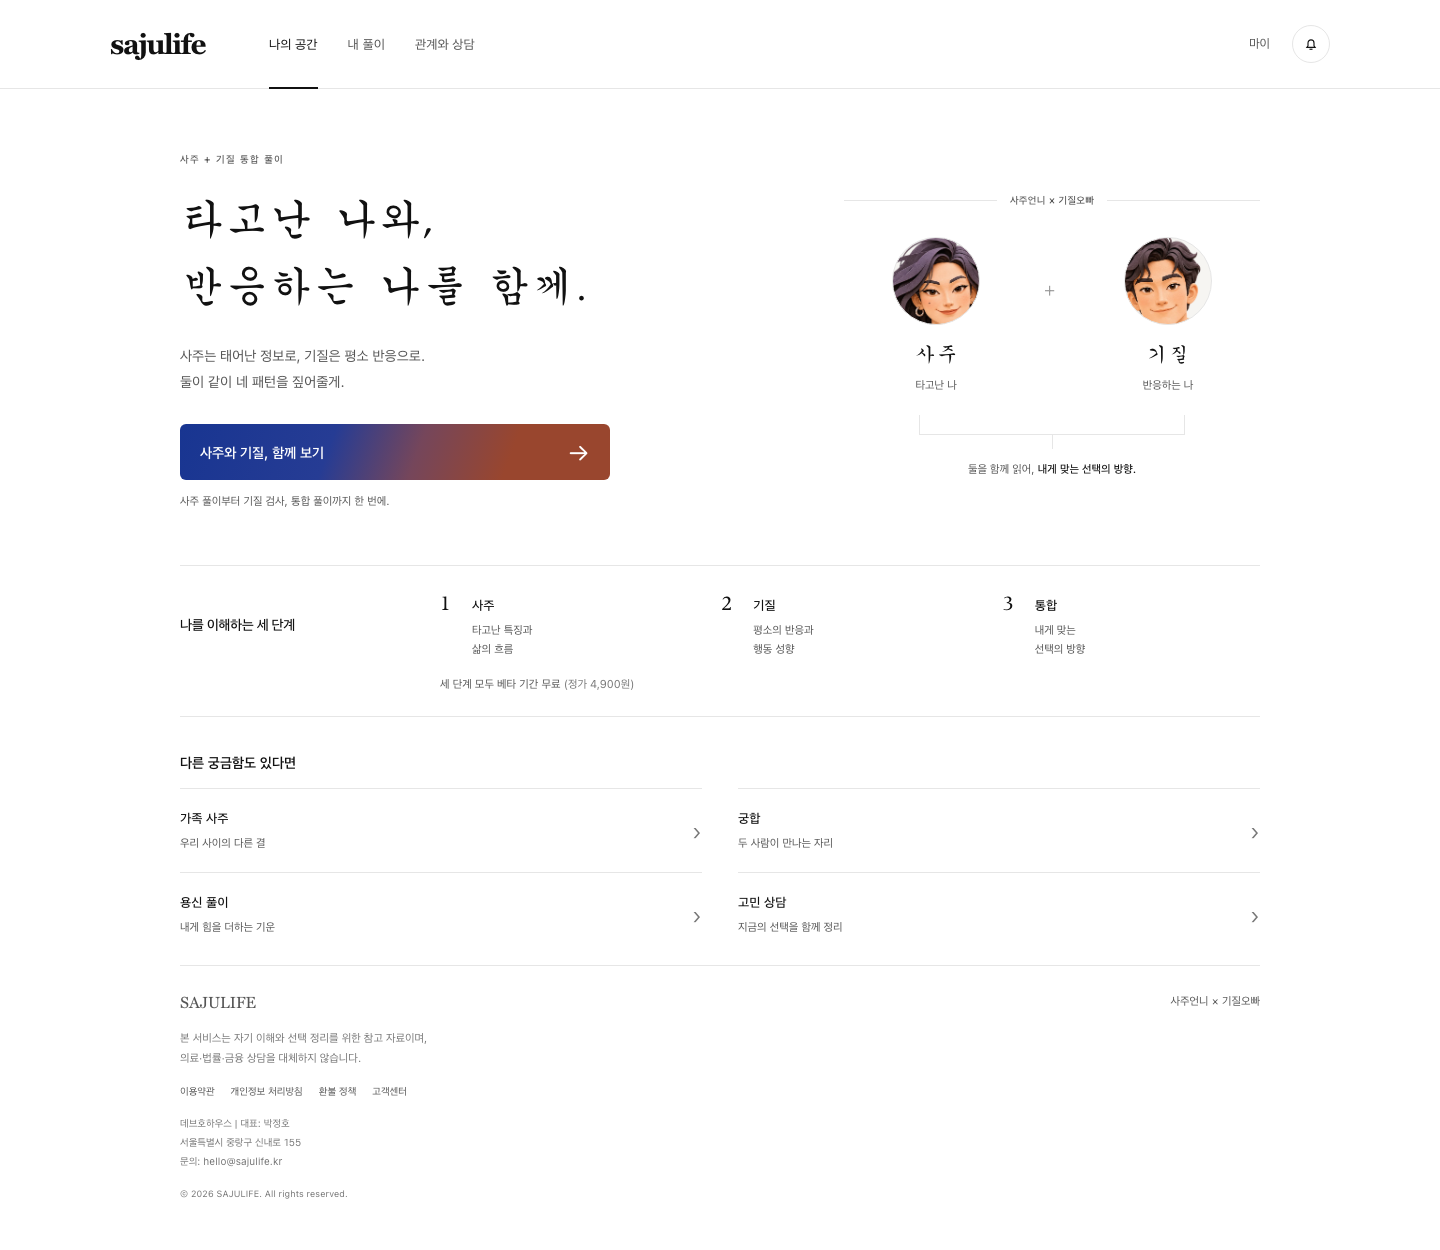 sajulife
나의 공간
내 풀이
관계와 상담
마이
사주 + 기질 통합 풀이
타고난 나와,
반응하는 나를 함께.
사주는 태어난 정보로, 기질은 평소 반응으로.
둘이 같이 네 패턴을 짚어줄게.
사주와 기질, 함께 보기
사주 풀이부터 기질 검사, 통합 풀이까지 한 번에.
사주언니 × 기질오빠
+
사주
타고난 나
기질
반응하는 나
둘을 함께 읽어, 내게 맞는 선택의 방향.
나를 이해하는 세 단계
1
사주
타고난 특징과
삶의 흐름
2
기질
평소의 반응과
행동 성향
3
통합
내게 맞는
선택의 방향
세 단계 모두 베타 기간 무료 (정가 4,900원)
다른 궁금함도 있다면
가족 사주
우리 사이의 다른 결
궁합
두 사람이 만나는 자리
용신 풀이
내게 힘을 더하는 기운
고민 상담
지금의 선택을 함께 정리
SAJULIFE
사주언니 × 기질오빠
본 서비스는 자기 이해와 선택 정리를 위한 참고 자료이며,
의료·법률·금융 상담을 대체하지 않습니다.
이용약관
개인정보 처리방침
환불 정책
고객센터
데브호하우스 | 대표: 박정호
서울특별시 중랑구 신내로 155
문의: hello@sajulife.kr
© 2026 SAJULIFE. All rights reserved.